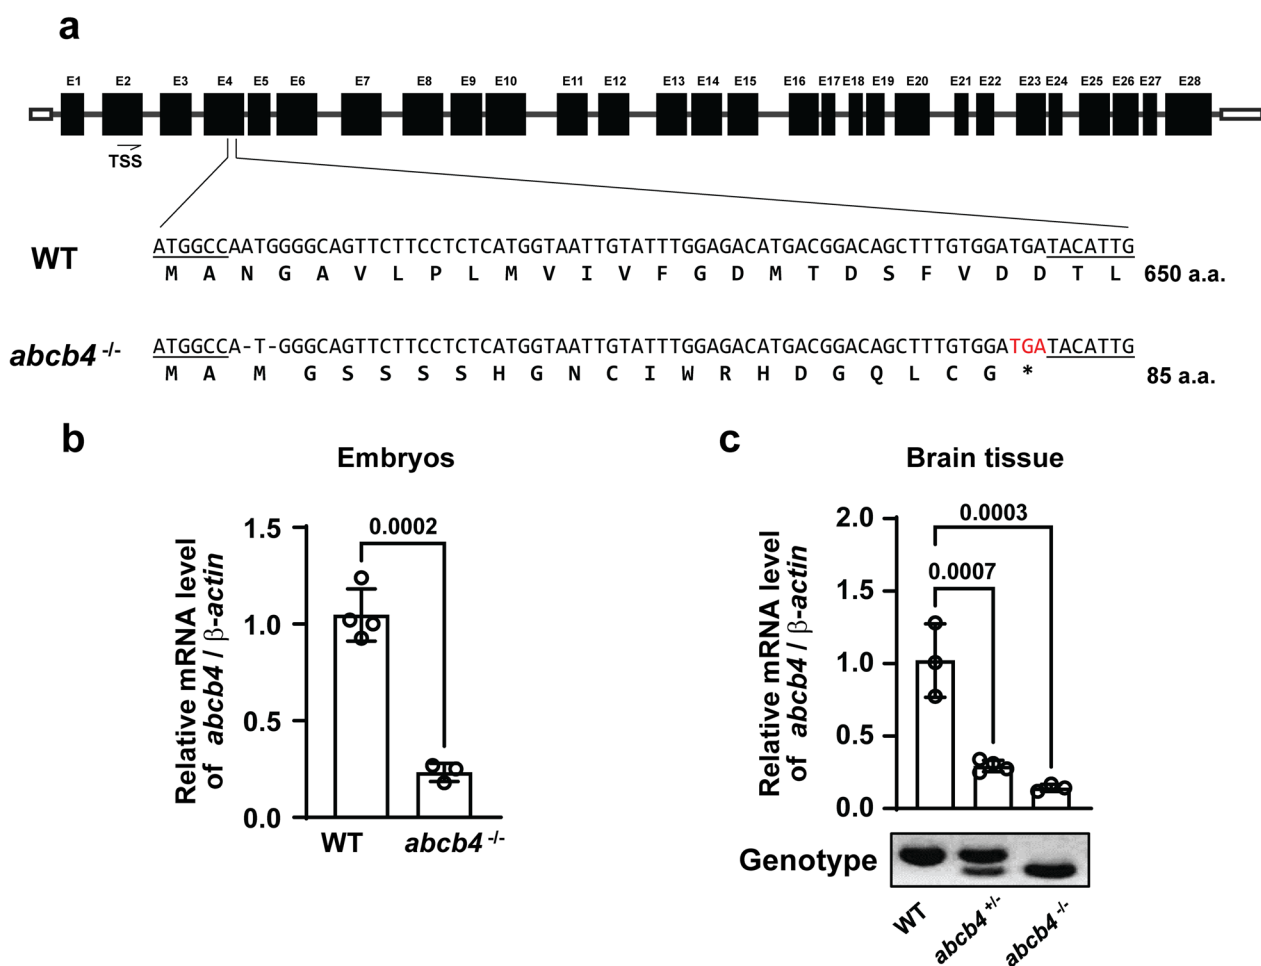 a
E1 E2 E3 E4 E5 E6 E7 E8 E9 E10 E11 E12 E13 E14 E15 E16 E17 E18 E19 E20 E21 E22 E23 E24 E25 E26 E27 E28
TSS
WT
ATGGCCAATGGGGCAGTTCTTCCTCTCATGGTAATTGTATTTGGAGACATGACGGACAGCTTTGTGGATGATACATTG
M A N G A V L P L M V I V F G D M T D S F V D D T L 650 a.a.
abcb4 -/-
ATGGCCA-T-GGGCAGTTCTTCCTCTCATGGTAATTGTATTTGGAGACATGACGGACAGCTTTGTGGATGATACATTG
M A M G S S S S H G N C I W R H D G Q L C G * 85 a.a.
b
Embryos
Relative mRNA level
of abcb4 / β-actin
1.5
1.0
0.5
0.0
0.0002
WT abcb4 -/-
c
Brain tissue
Relative mRNA level
of abcb4 / β-actin
2.0
1.5
1.0
0.5
0.0
0.0003
0.0007
Genotype
WT abcb4 +/- abcb4 -/-